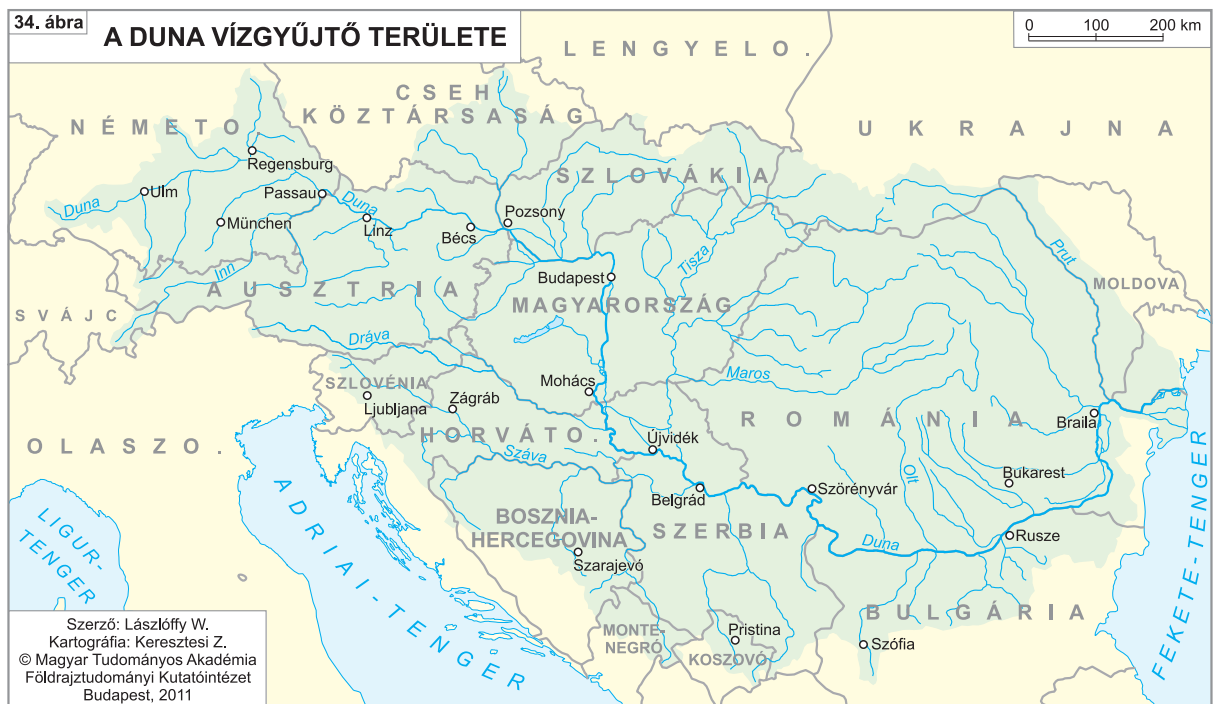 34. ábra
A DUNA VÍZGYŰJTŐ TERÜLETE
0 100 200 km
LENGYELO.
CSEH
KÖZTÁRSASÁG
NÉMETO.
UKRAJNA
Regensburg
SZLOVÁKIA
Ulm
Passau
Duna
Duna
München
Linz
Bécs
Pozsony
Tisza
Prut
Inn
Budapest
AUSZTRIA
MAGYARORSZÁG
MOLDOVA
SVÁJC
Dráva
Maros
SZLOVÉNIA
Mohács
Ljubljana
Zágráb
ROMÁNIA
Braila
HORVÁTO.
OLASZO.
Újvidék
Száva
Olt
Bukarest
Belgrád
Szörényvár
BOSZNIA-
HERCEGOVINA
SZERBIA
Duna
Rusze
LIGUR-
TENGER
ADRIAI-TENGER
FEKETE-TENGER
Szarajevó
BULGÁRIA
MONTE-
NEGRÓ
Pristina
KOSZOVÓ
Szófia
Szerző: Lászlóffy W.
Kartográfia: Keresztesi Z.
© Magyar Tudományos Akadémia
Földrajztudományi Kutatóintézet
Budapest, 2011